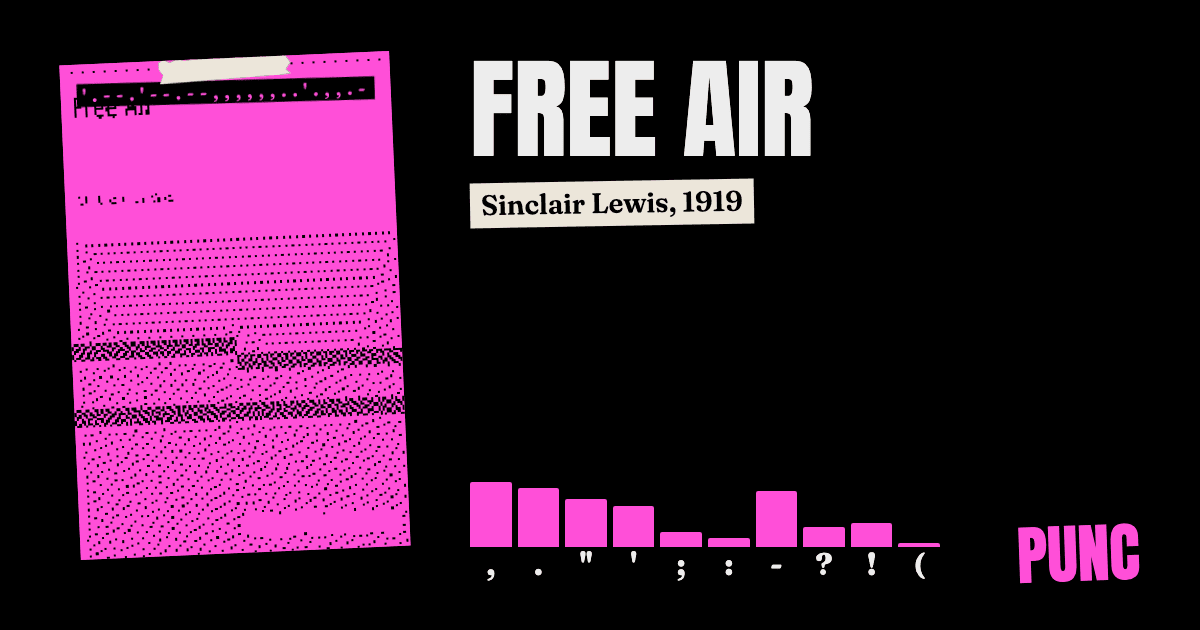 Free Air
FREE AIR
Sinclair Lewis, 1919
, . " ' ; : - ? ! (
PUNC